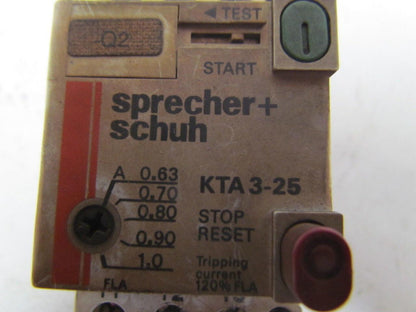 ◄ TEST
Q2
I
START
sprecher+
schuh
A 0.63
0.70
0.80
0.90
1.0
KTA 3-25
STOP
RESET
Tripping
current
120% FLA
FLA